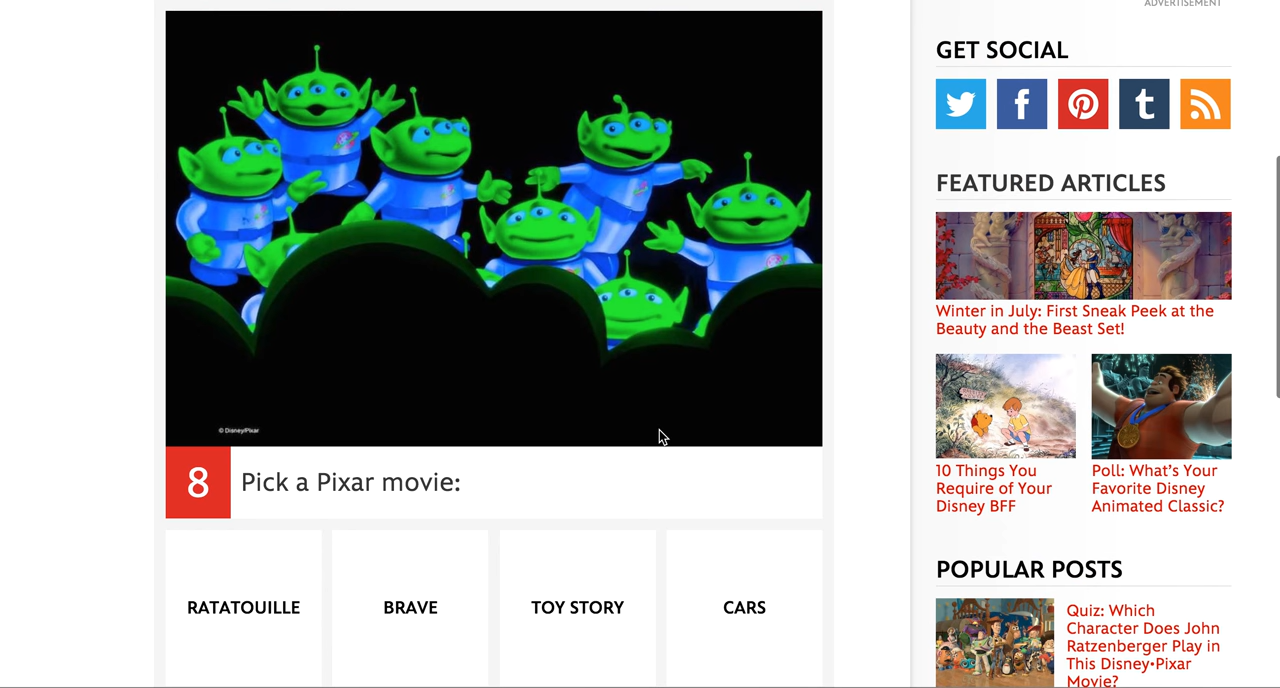 ADVERTISEMENT
GET SOCIAL
FEATURED ARTICLES
Winter in July: First Sneak Peek at the
Beauty and the Beast Set!
10 Things You
Require of Your
Disney BFF
Poll: What’s Your
Favorite Disney
Animated Classic?
POPULAR POSTS
Quiz: Which
Character Does John
Ratzenberger Play in
This Disney•Pixar
Movie?
© Disney/Pixar
8 Pick a Pixar movie:
RATATOUILLE
BRAVE
TOY STORY
CARS